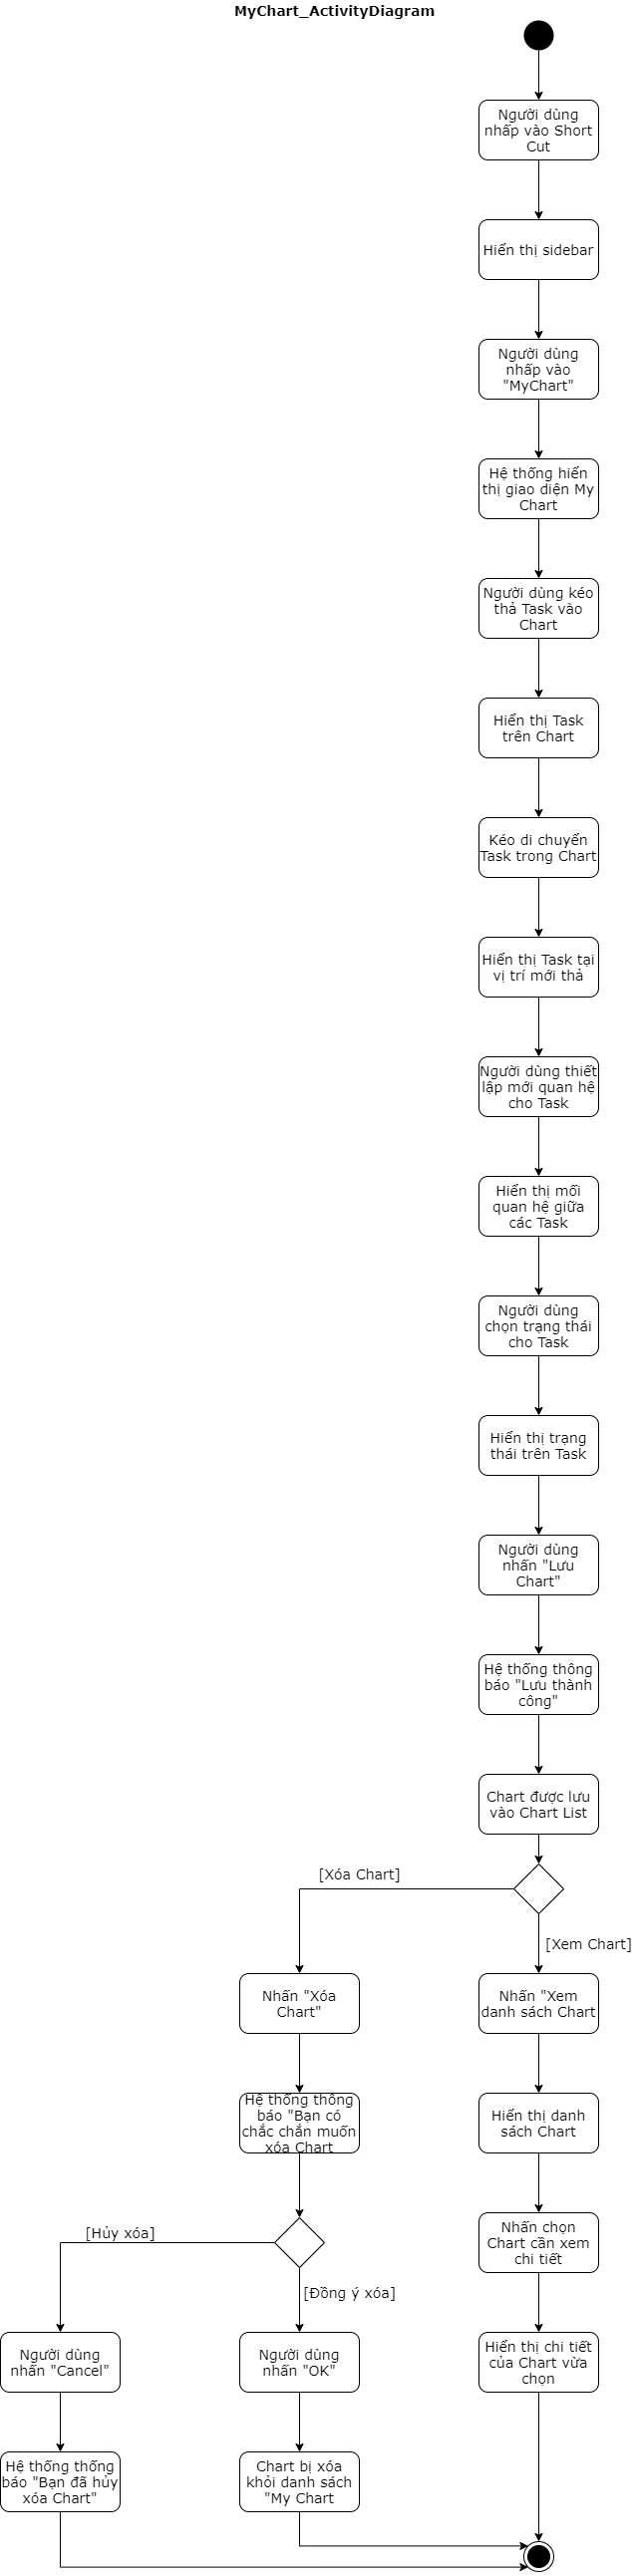 MyChart_ActivityDiagram
Người dùng
nhấp vào Short
Cut
Hiển thị sidebar
Người dùng
nhấp vào
"MyChart"
Hệ thống hiển
thị giao diện My
Chart
Người dùng kéo
thả Task vào
Chart
Hiển thị Task
trên Chart
Kéo di chuyển
Task trong Chart
Hiển thị Task tại
vị trí mới thả
Người dùng thiết
lập mới quan hệ
cho Task
Hiển thị mối
quan hệ giữa
các Task
Người dùng
chọn trạng thái
cho Task
Hiển thị trạng
thái trên Task
Người dùng
nhấn "Lưu
Chart"
Hệ thống thông
báo "Lưu thành
công"
Chart được lưu
vào Chart List
[Xóa Chart]
[Xem Chart]
Nhấn "Xóa
Chart"
Nhấn "Xem
danh sách Chart
Hệ thống thông
báo "Bạn có
chắc chắn muốn
xóa Chart
Hiển thị danh
sách Chart
Nhấn chọn
Chart cần xem
chi tiết
[Hủy xóa]
[Đồng ý xóa]
Người dùng
nhấn "Cancel"
Người dùng
nhấn "OK"
Hiển thị chi tiết
của Chart vừa
chọn
Hệ thống thống
báo "Bạn đã hủy
xóa Chart"
Chart bị xóa
khỏi danh sách
"My Chart